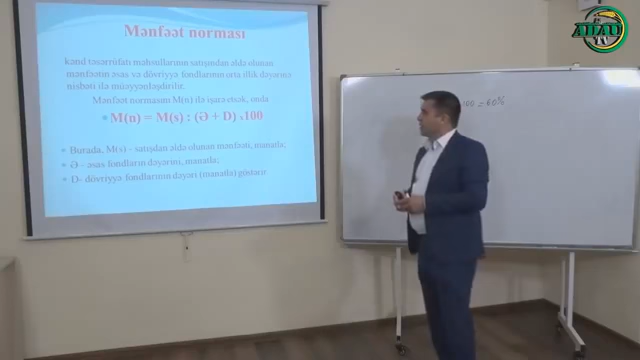 Mənfəət norması
kənd təsərrüfatı məhsullarının satışından əldə olunan
mənfəətin əsas və dövriyyə fondlarının orta illik dəyərinə
nisbəti ilə müəyyənləşdirilir.
Mənfəət normasını M(n) ilə işarə etsək, onda
• M(n) = M(s) : (Ə + D) x100
• Burada, M(s) - satışdan əldə olunan mənfəəti, manatla;
• Ə – əsas fondların dəyərini, manatla;
• D- dövriyyə fondlarının dəyəri (manatla) göstərir
100 = 60%
ADAU
TV